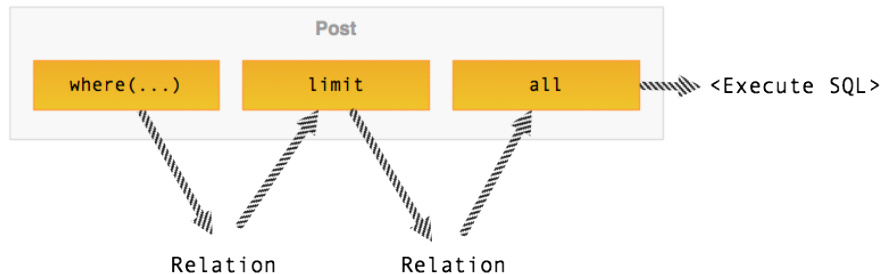 Post
where(...)
limit
all
<Execute SQL>
Relation
Relation